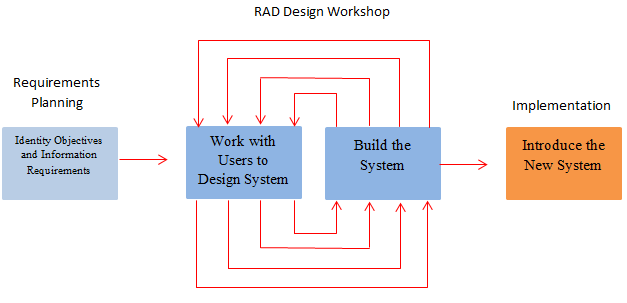 RAD Design Workshop
Requirements
Planning
Identity Objectives
and Information
Requirements
Work with
Users to
Design System
Build the
System
Implementation
Introduce the
New System